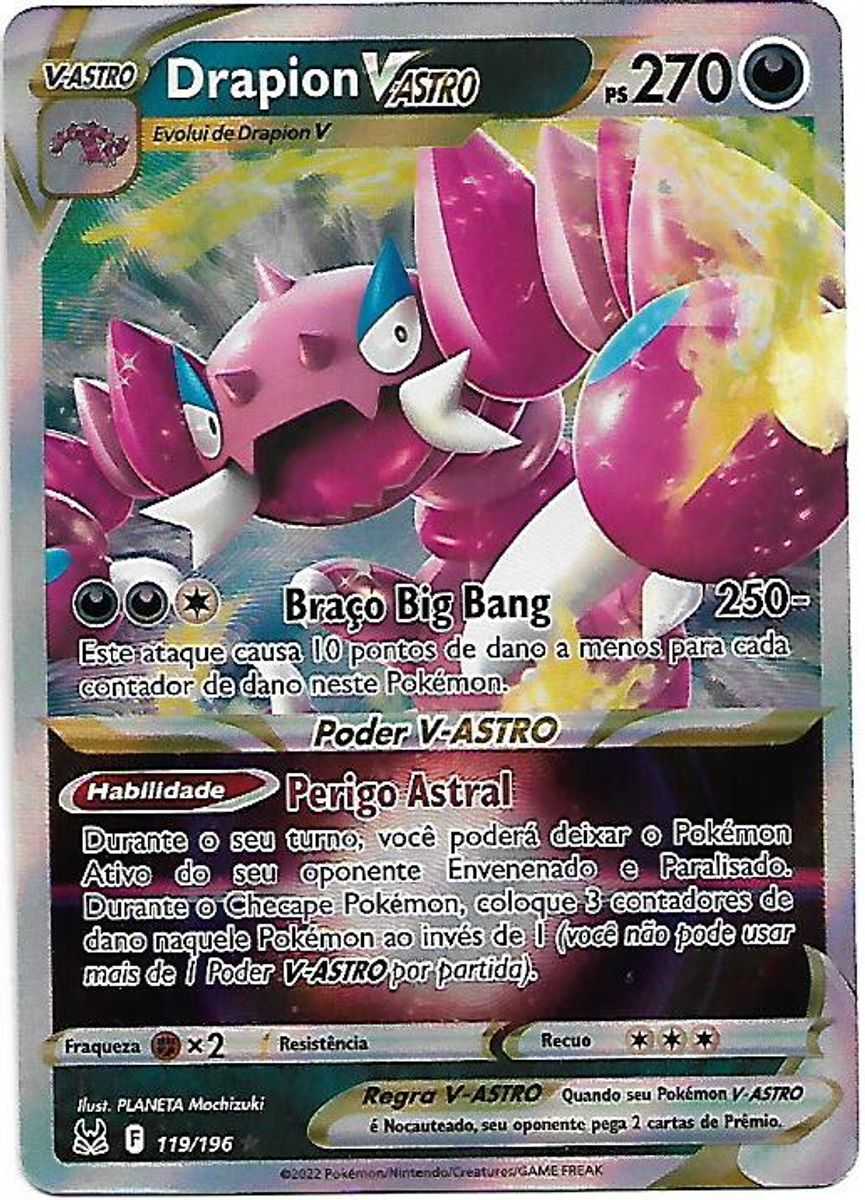 V-ASTRO
Drapion V-ASTRO
PS 270
Evolui de Drapion V
Braço Big Bang 250-
Este ataque causa 10 pontos de dano a menos para cada
contador de dano neste Pokémon.
Poder V-ASTRO
Habilidade Perigo Astral
Durante o seu turno, você poderá deixar o Pokémon
Ativo do seu oponente Envenenado e Paralisado.
Durante o Checape Pokémon, coloque 3 contadores de
dano naquele Pokémon ao invés de 1 (você não pode usar
mais de 1 Poder V-ASTRO por partida).
Fraqueza ×2 Resistência Recuo
Ilust. PLANETA Mochizuki
Regra V-ASTRO Quando seu Pokémon V-ASTRO
é Nocauteado, seu oponente pega 2 cartas de Prêmio.
F 119/196
©2022 Pokémon/Nintendo/Creatures/GAME FREAK